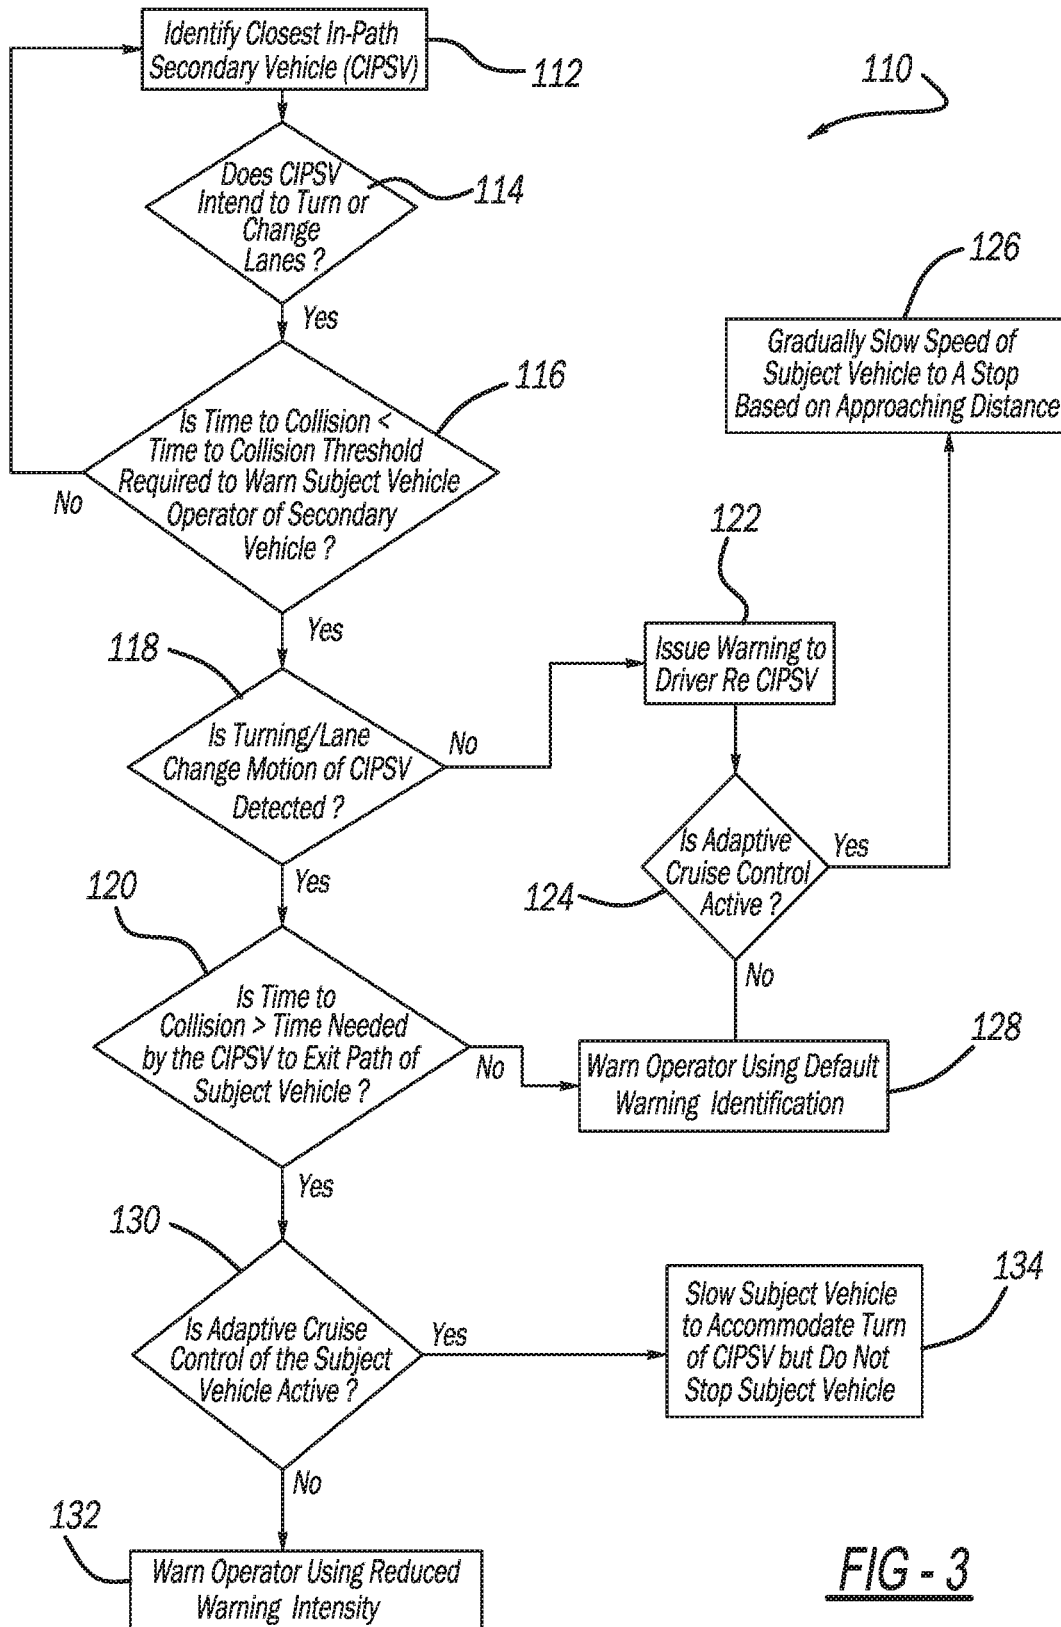 Identify Closest In-Path
Secondary Vehicle (CIPSV)
112
110
Does CIPSV
Intend to Turn or
Change
Lanes ?
114
Yes
126
Gradually Slow Speed of
Subject Vehicle to A Stop
Based on Approaching Distance
116
Is Time to Collision <
Time to Collision Threshold
Required to Warn Subject Vehicle
Operator of Secondary
Vehicle ?
No
Yes
122
Issue Warning to
Driver Re CIPSV
118
Is Turning/Lane
Change Motion of CIPSV
Detected ?
No
Yes
Is Adaptive
Cruise Control
Active ?
Yes
124
No
120
Is Time to
Collision > Time Needed
by the CIPSV to Exit Path of
Subject Vehicle ?
No
Yes
128
Warn Operator Using Default
Warning Identification
130
Is Adaptive Cruise
Control of the Subject
Vehicle Active ?
Yes
No
134
Slow Subject Vehicle
to Accommodate Turn
of CIPSV but Do Not
Stop Subject Vehicle
132
Warn Operator Using Reduced
Warning Intensity
FIG - 3